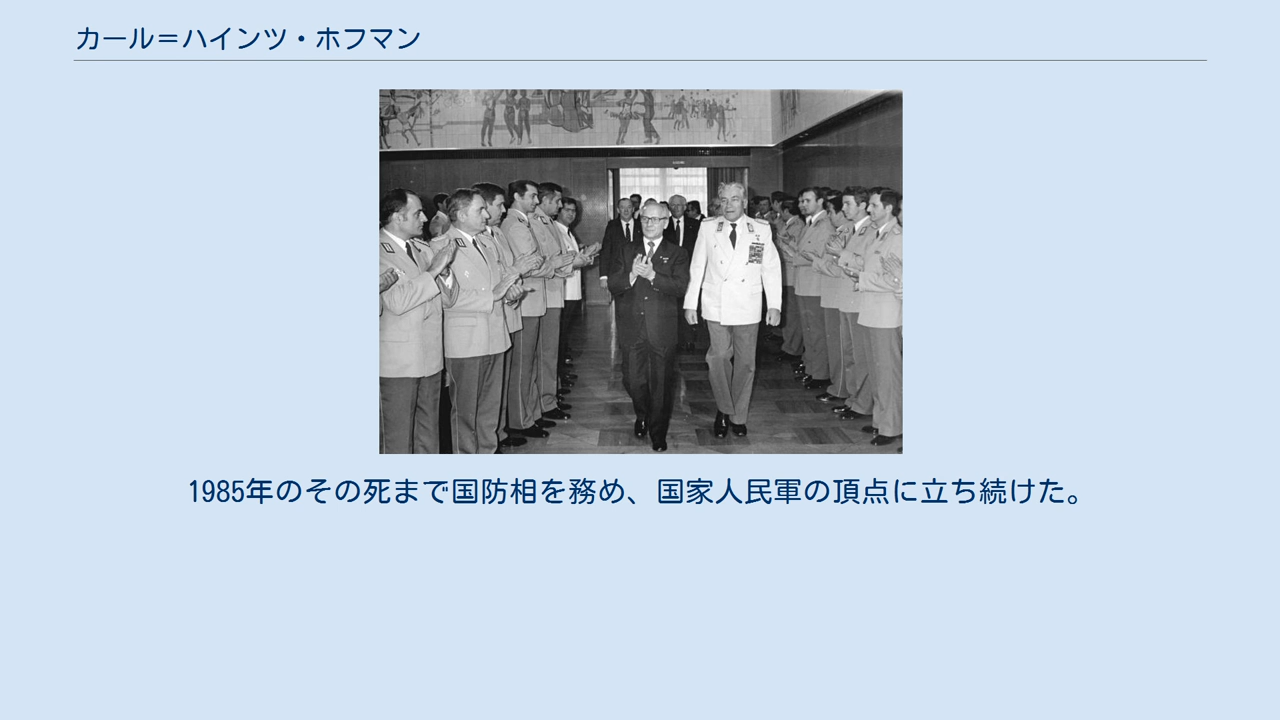 カール＝ハインツ・ホフマン
1985年のその死まで国防相を務め、国家人民軍の頂点に立ち続けた。